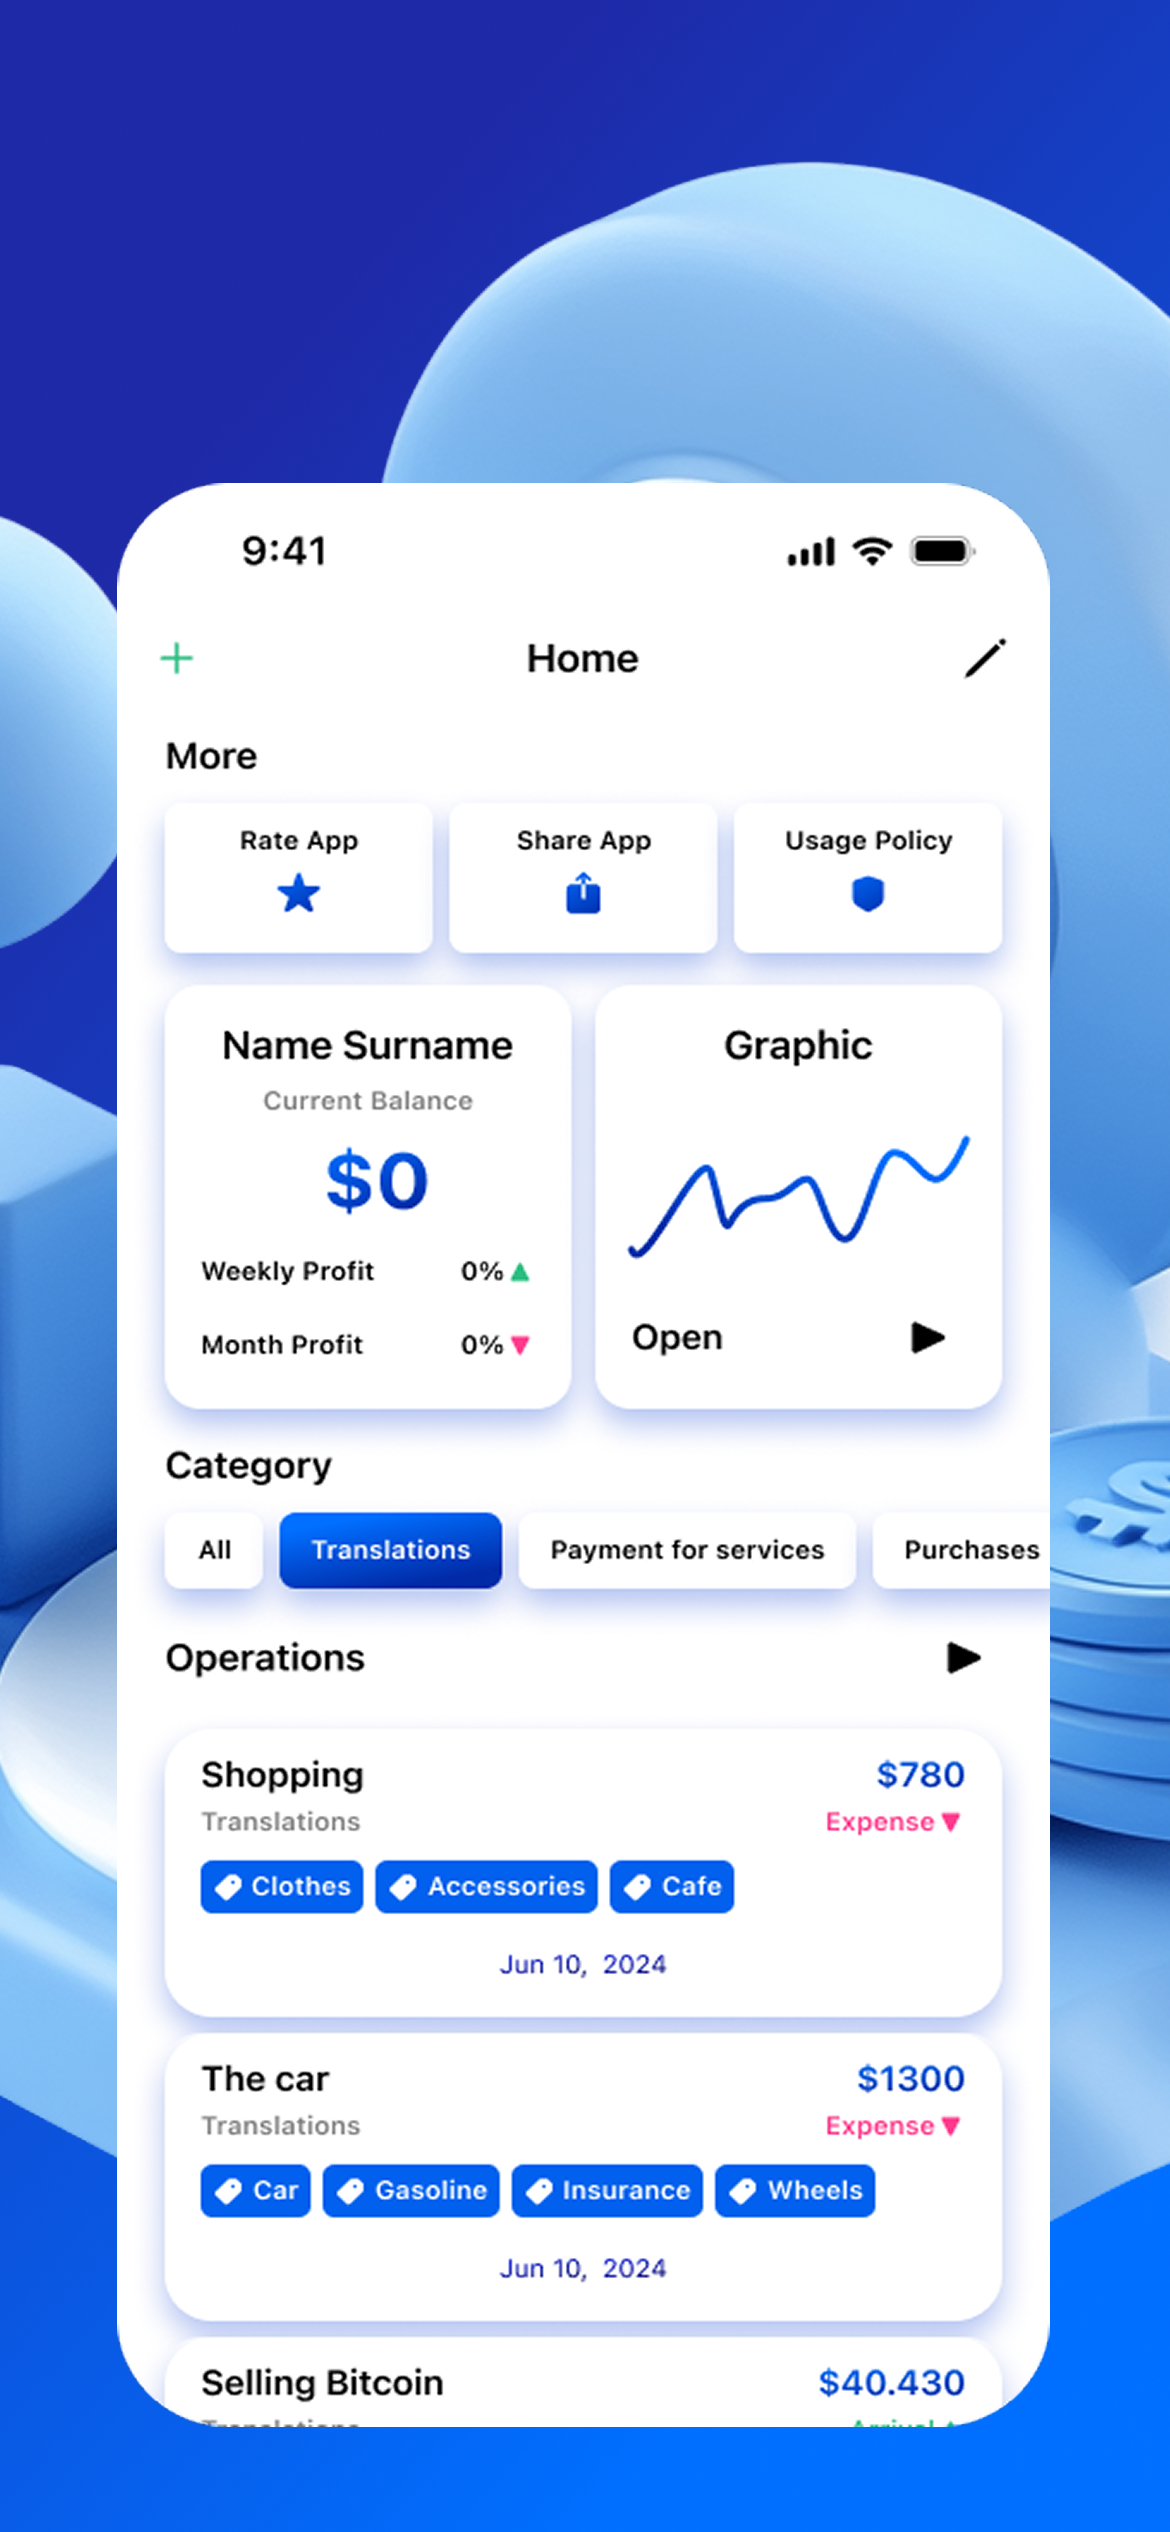 9:41
Home
More
Rate App
Share App
Usage Policy
Name Surname
Current Balance
$0
Weekly Profit 0%
Month Profit 0%
Graphic
Open
Category
All
Translations
Payment for services
Purchases
Operations
Shopping $780
Translations Expense
Clothes Accessories Cafe
Jun 10, 2024
The car $1300
Translations Expense
Car Gasoline Insurance Wheels
Jun 10, 2024
Selling Bitcoin $40.430
Translations Arrival